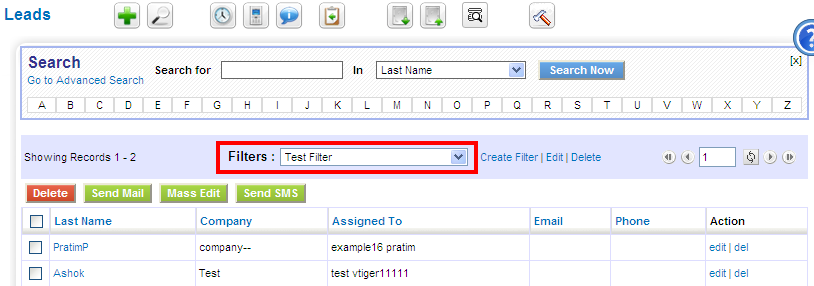 Leads
?
Search
[x]
Go to Advanced Search
Search for In Last Name Search Now
A B C D E F G H I J K L M N O P Q R S T U V W X Y Z
Showing Records 1 - 2 Filters : Test Filter Create Filter | Edit | Delete 1
Delete Send Mail Mass Edit Send SMS
Last Name Company Assigned To Email Phone Action
PratimP company-- example16 pratim edit | del
Ashok Test test vtiger11111 edit | del